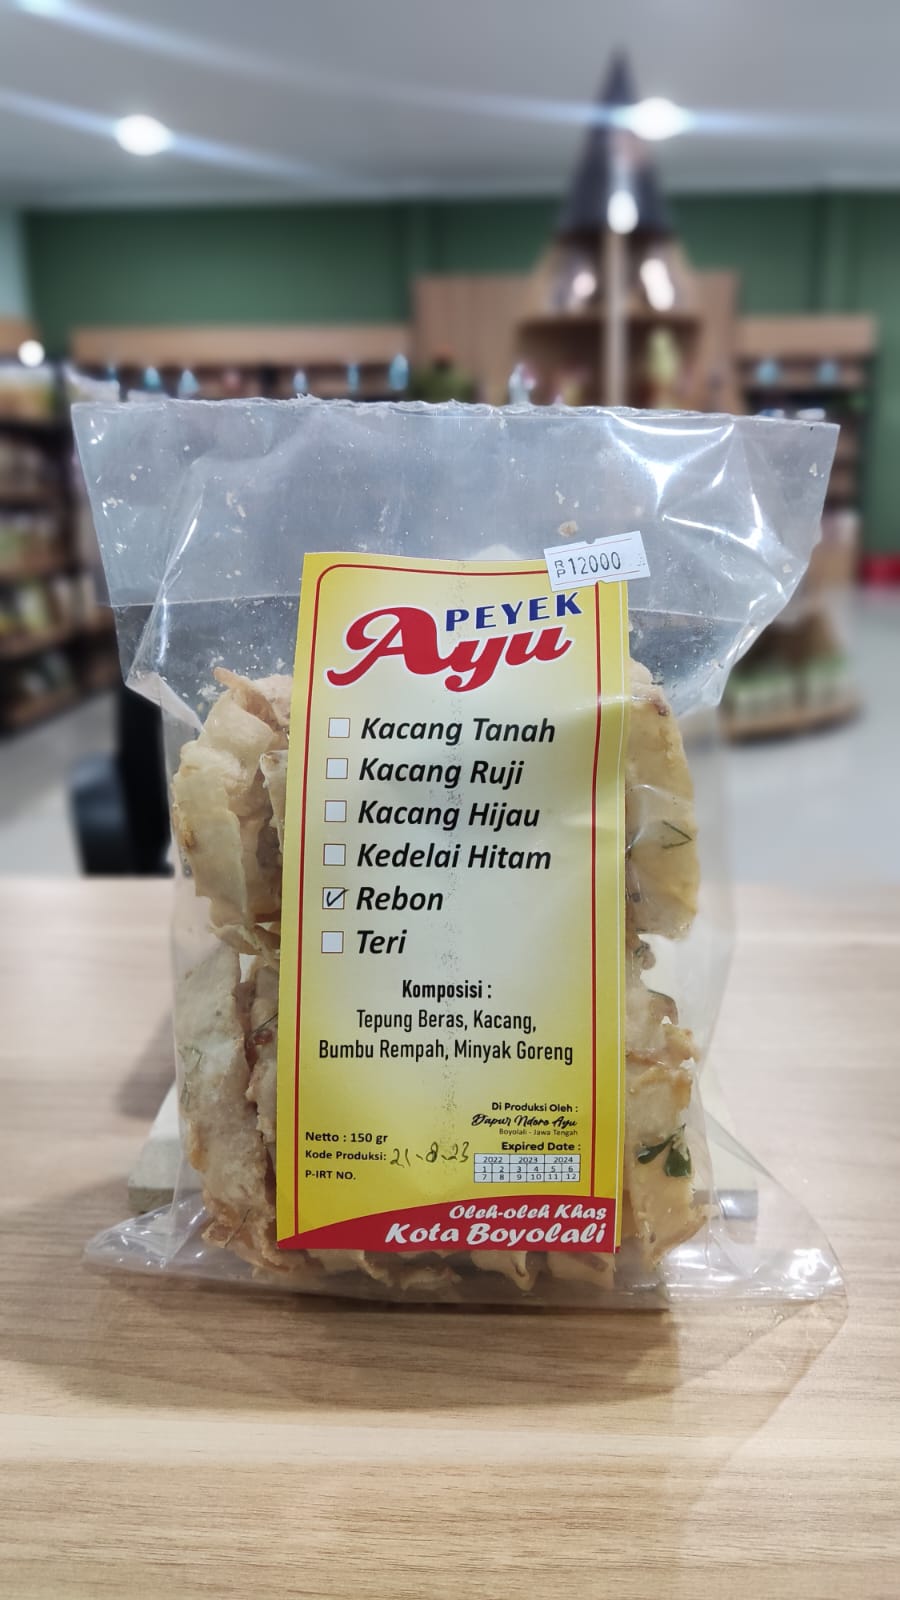 RP 12000
PEYEK
Ayu
Kacang Tanah
Kacang Ruji
Kacang Hijau
Kedelai Hitam
Rebon
Teri
Komposisi :
Tepung Beras, Kacang,
Bumbu Rempah, Minyak Goreng
Di Produksi Oleh :
Dapur Ndoro Ayu
Boyolali - Jawa Tengah
Netto : 150 gr
Kode Produksi: 21-8-23
P-IRT NO.
Expired Date :
2022 2023 2024
1 2 3 4 5 6
7 8 9 10 11 12
Oleh-oleh Khas
Kota Boyolali